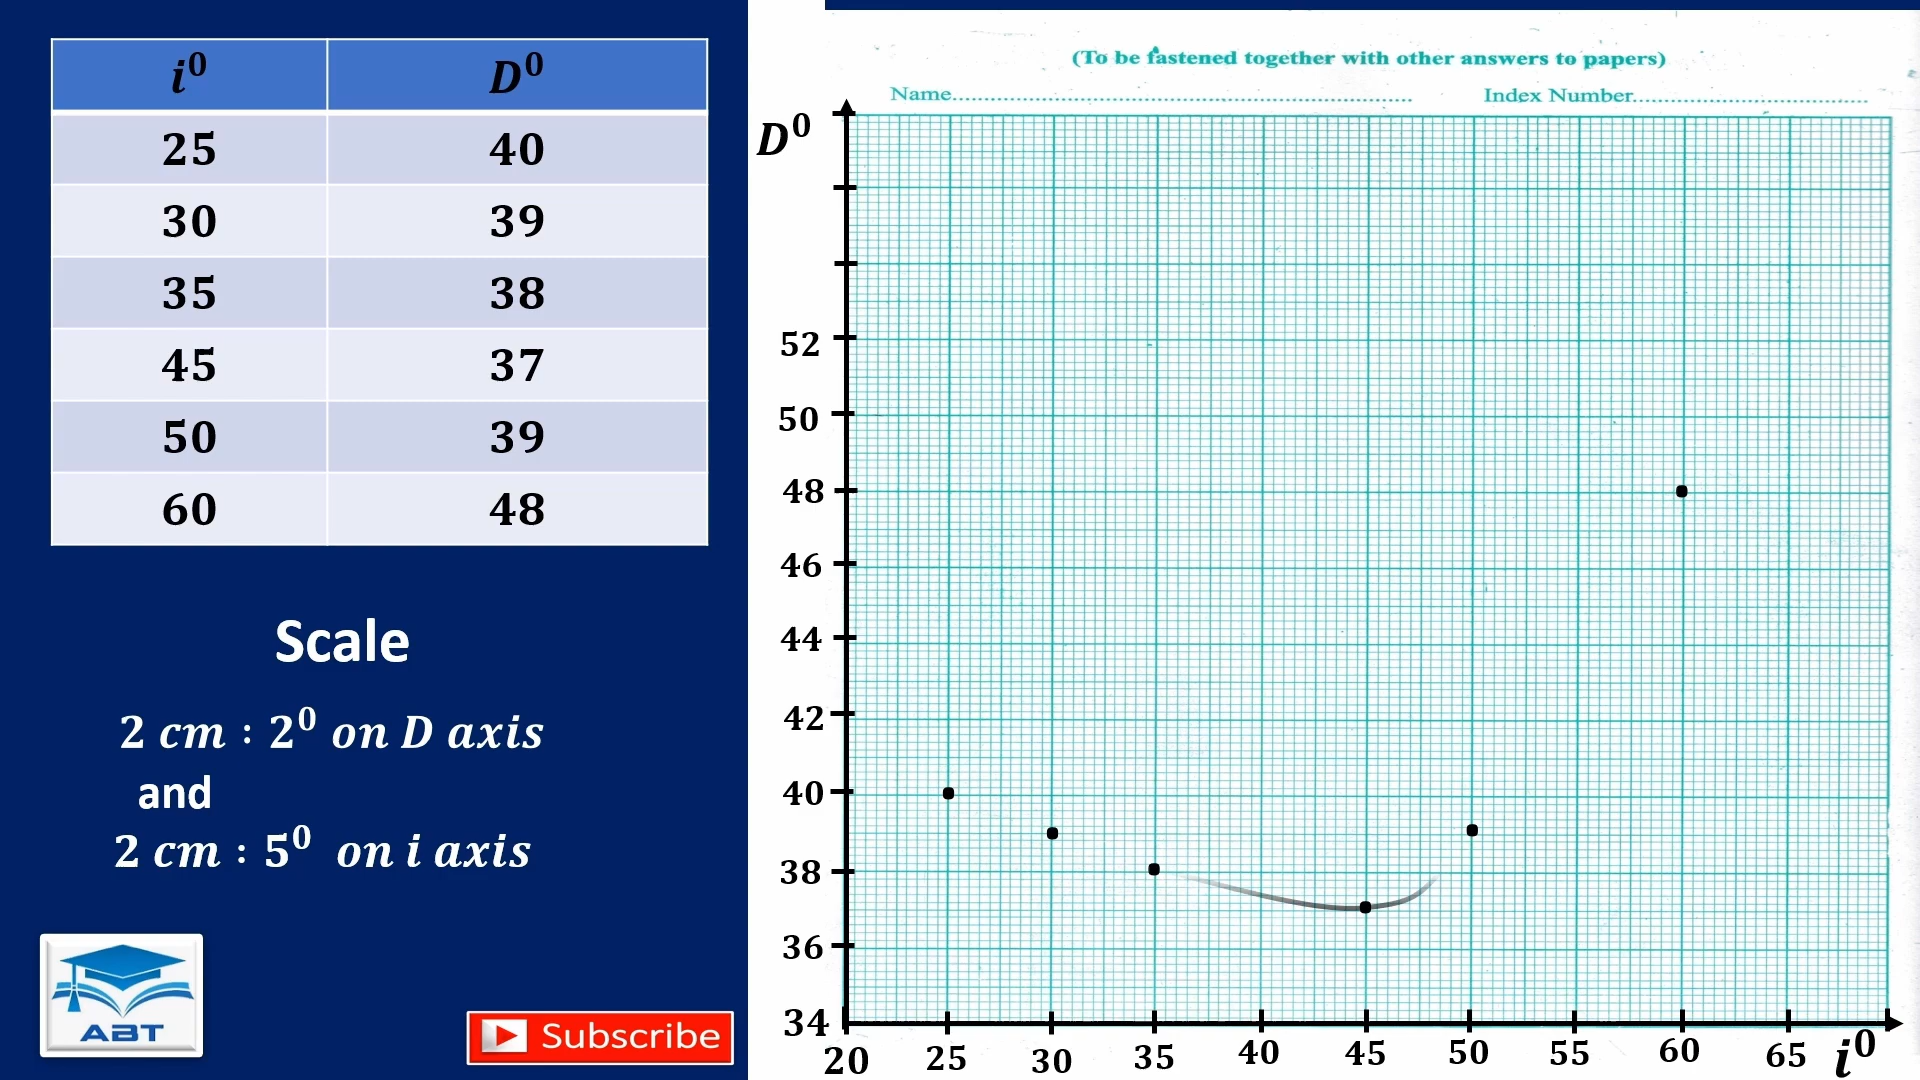 i⁰ D⁰
25 40
30 39
35 38
45 37
50 39
60 48
Scale
2 cm : 2⁰ on D axis
and
2 cm : 5⁰ on i axis
ABT
Subscribe
(To be fastened together with other answers to papers)
Name.......... Index Number..........
D⁰
52
50
48
46
44
42
40
38
36
34
20 25 30 35 40 45 50 55 60 65 i⁰